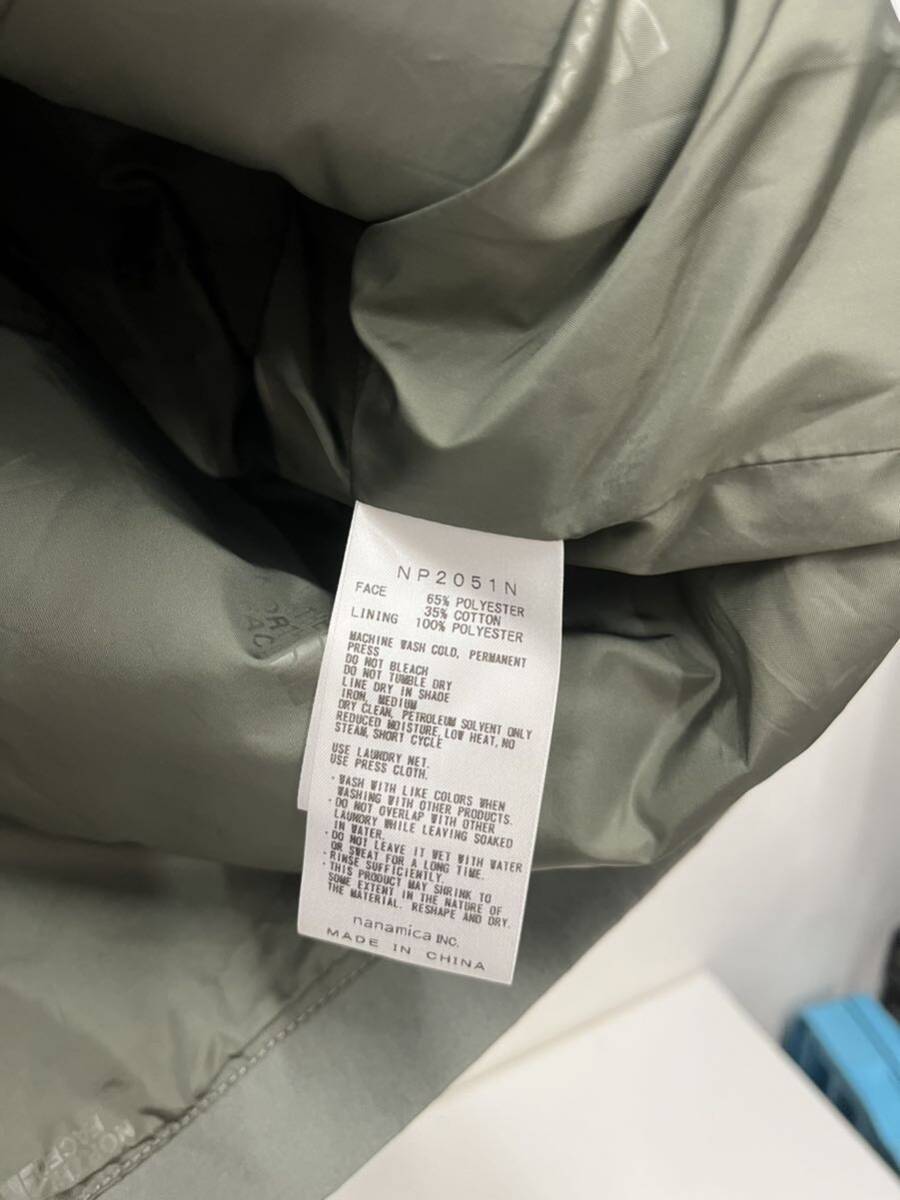 NP2051N
FACE 65% POLYESTER
35% COTTON
LINING 100% POLYESTER
MACHINE WASH COLD, PERMANENT
PRESS
DO NOT BLEACH
DO NOT TUMBLE DRY
LINE DRY IN SHADE
IRON, MEDIUM
DRY CLEAN, PETROLEUM SOLVENT ONLY
REDUCED MOISTURE, LOW HEAT, NO
STEAM, SHORT CYCLE
USE LAUNDRY NET.
USE PRESS CLOTH.
・WASH WITH LIKE COLORS WHEN
WASHING WITH OTHER PRODUCTS.
・DO NOT OVERLAP WITH OTHER
LAUNDRY WHILE LEAVING SOAKED
IN WATER.
・DO NOT LEAVE IT WET WITH WATER
OR SWEAT FOR A LONG TIME.
・RINSE SUFFICIENTLY.
・THIS PRODUCT MAY SHRINK TO
SOME EXTENT IN THE NATURE OF
THE MATERIAL. RESHAPE AND DRY.
nanamica INC.
MADE IN CHINA